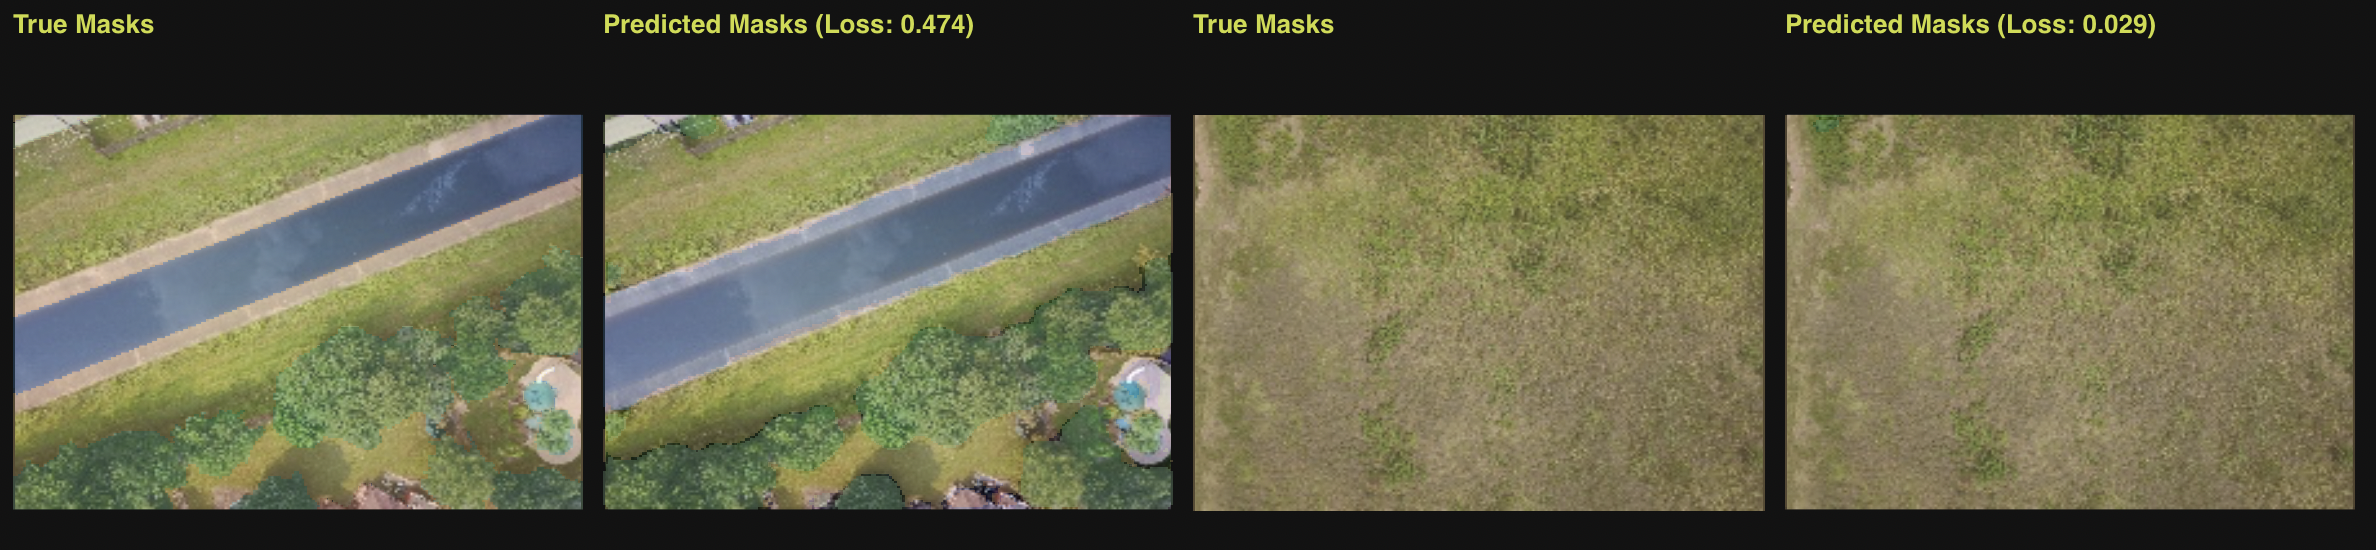 True Masks
Predicted Masks (Loss: 0.474)
True Masks
Predicted Masks (Loss: 0.029)